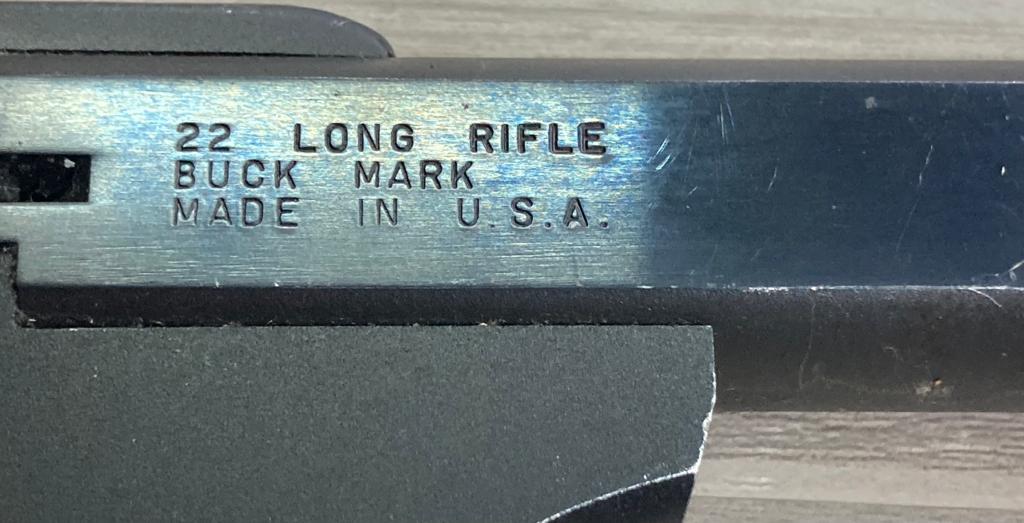 22 LONG RIFLE
BUCK MARK
MADE IN U.S.A.